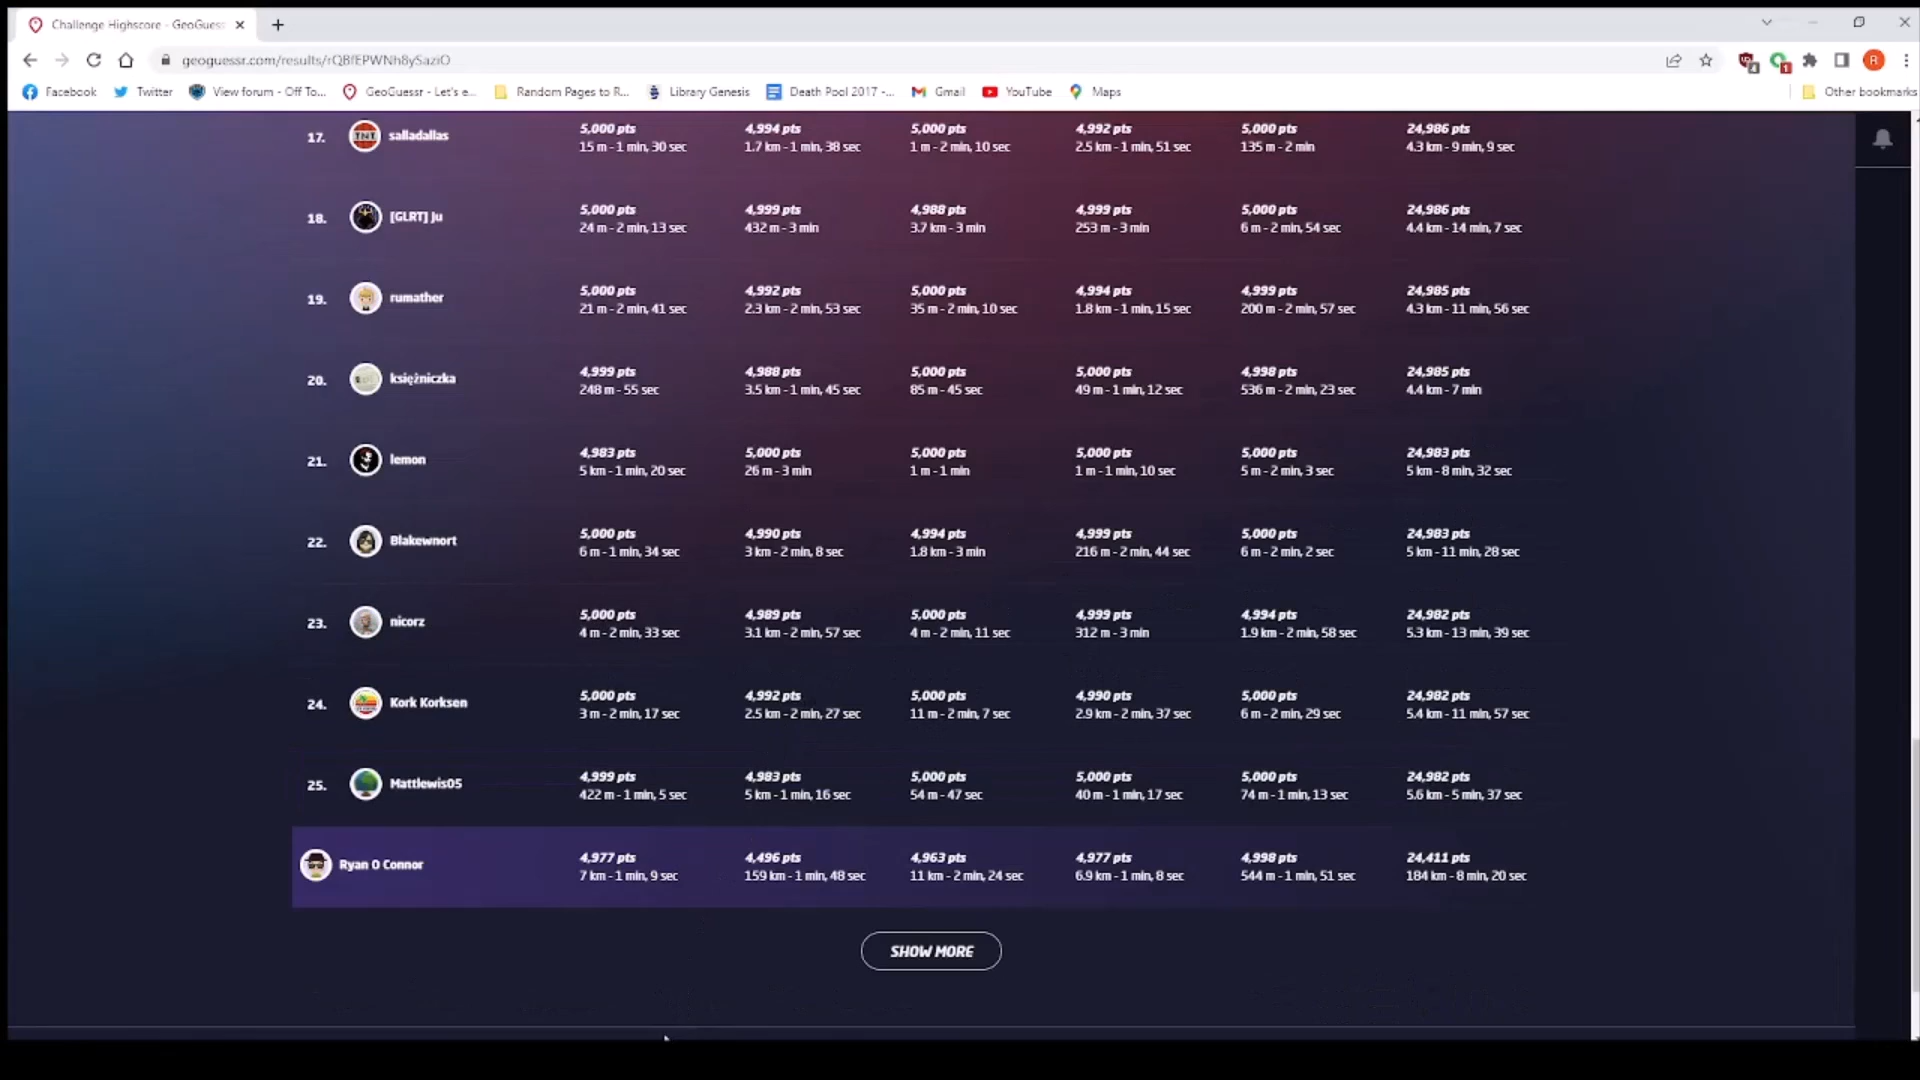 Challenge Highscore - GeoGuess
geoguessr.com/results/rQBfEPWNh8ySaziO
4
1
R
Facebook
Twitter
View forum - Off To...
GeoGuessr - Let's e...
Random Pages to R...
Library Genesis
Death Pool 2017 -...
Gmail
YouTube
Maps
Other bookmarks
17. TNT salladallas 5,000 pts 4,994 pts 5,000 pts 4,992 pts 5,000 pts 24,986 pts
15 m - 1 min, 30 sec 1.7 km - 1 min, 38 sec 1 m - 2 min, 10 sec 2.5 km - 1 min, 51 sec 135 m - 2 min 4.3 km - 9 min, 9 sec
18. [GLRT] Ju 5,000 pts 4,999 pts 4,988 pts 4,999 pts 5,000 pts 24,986 pts
24 m - 2 min, 13 sec 432 m - 3 min 3.7 km - 3 min 253 m - 3 min 6 m - 2 min, 54 sec 4.4 km - 14 min, 7 sec
19. rumather 5,000 pts 4,992 pts 5,000 pts 4,994 pts 4,999 pts 24,985 pts
21 m - 2 min, 41 sec 2.3 km - 2 min, 53 sec 35 m - 2 min, 10 sec 1.8 km - 1 min, 15 sec 200 m - 2 min, 57 sec 4.3 km - 11 min, 56 sec
20. księżniczka 4,999 pts 4,988 pts 5,000 pts 5,000 pts 4,998 pts 24,985 pts
248 m - 55 sec 3.5 km - 1 min, 45 sec 85 m - 45 sec 49 m - 1 min, 12 sec 536 m - 2 min, 23 sec 4.4 km - 7 min
21. lemon 4,983 pts 5,000 pts 5,000 pts 5,000 pts 5,000 pts 24,983 pts
5 km - 1 min, 20 sec 26 m - 3 min 1 m - 1 min 1 m - 1 min, 10 sec 5 m - 2 min, 3 sec 5 km - 8 min, 32 sec
22. Blakewnort 5,000 pts 4,990 pts 4,994 pts 4,999 pts 5,000 pts 24,983 pts
6 m - 1 min, 34 sec 3 km - 2 min, 8 sec 1.8 km - 3 min 216 m - 2 min, 44 sec 6 m - 2 min, 2 sec 5 km - 11 min, 28 sec
23. nicorz 5,000 pts 4,989 pts 5,000 pts 4,999 pts 4,994 pts 24,982 pts
4 m - 2 min, 33 sec 3.1 km - 2 min, 57 sec 4 m - 2 min, 11 sec 312 m - 3 min 1.9 km - 2 min, 58 sec 5.3 km - 13 min, 39 sec
24. Kork Korksen 5,000 pts 4,992 pts 5,000 pts 4,990 pts 5,000 pts 24,982 pts
3 m - 2 min, 17 sec 2.5 km - 2 min, 27 sec 11 m - 2 min, 7 sec 2.9 km - 2 min, 37 sec 6 m - 2 min, 29 sec 5.4 km - 11 min, 57 sec
25. Mattlewis05 4,999 pts 4,983 pts 5,000 pts 5,000 pts 5,000 pts 24,982 pts
422 m - 1 min, 5 sec 5 km - 1 min, 16 sec 54 m - 47 sec 40 m - 1 min, 17 sec 74 m - 1 min, 13 sec 5.6 km - 5 min, 37 sec
Ryan O Connor 4,977 pts 4,496 pts 4,963 pts 4,977 pts 4,998 pts 24,411 pts
7 km - 1 min, 9 sec 159 km - 1 min, 48 sec 11 km - 2 min, 24 sec 6.9 km - 1 min, 8 sec 544 m - 1 min, 51 sec 184 km - 8 min, 20 sec
SHOW MORE